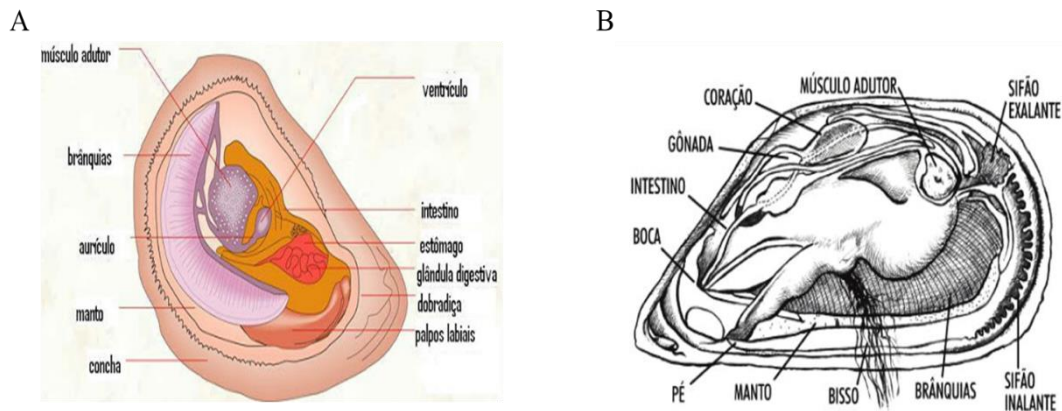 A
músculo adutor
brânquias
aurículo
manto
concha
ventrículo
intestino
estômago
glândula digestiva
dobradiça
palpos labiais
B
CORAÇÃO
MÚSCULO ADUTOR
SIFÃO
EXALANTE
GÔNADA
INTESTINO
BOCA
PÉ
MANTO
BISSO
BRÂNQUIAS
SIFÃO
INALANTE